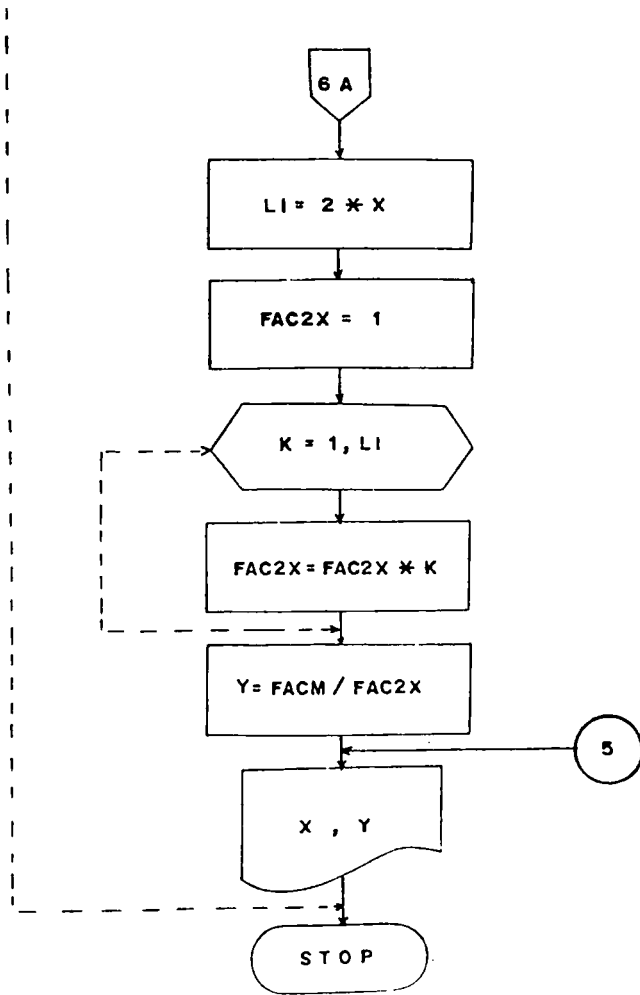 6 A
LI = 2 * X
FAC2X = 1
K = 1, LI
FAC2X = FAC2X * K
Y = FACM / FAC2X
5
X , Y
STOP